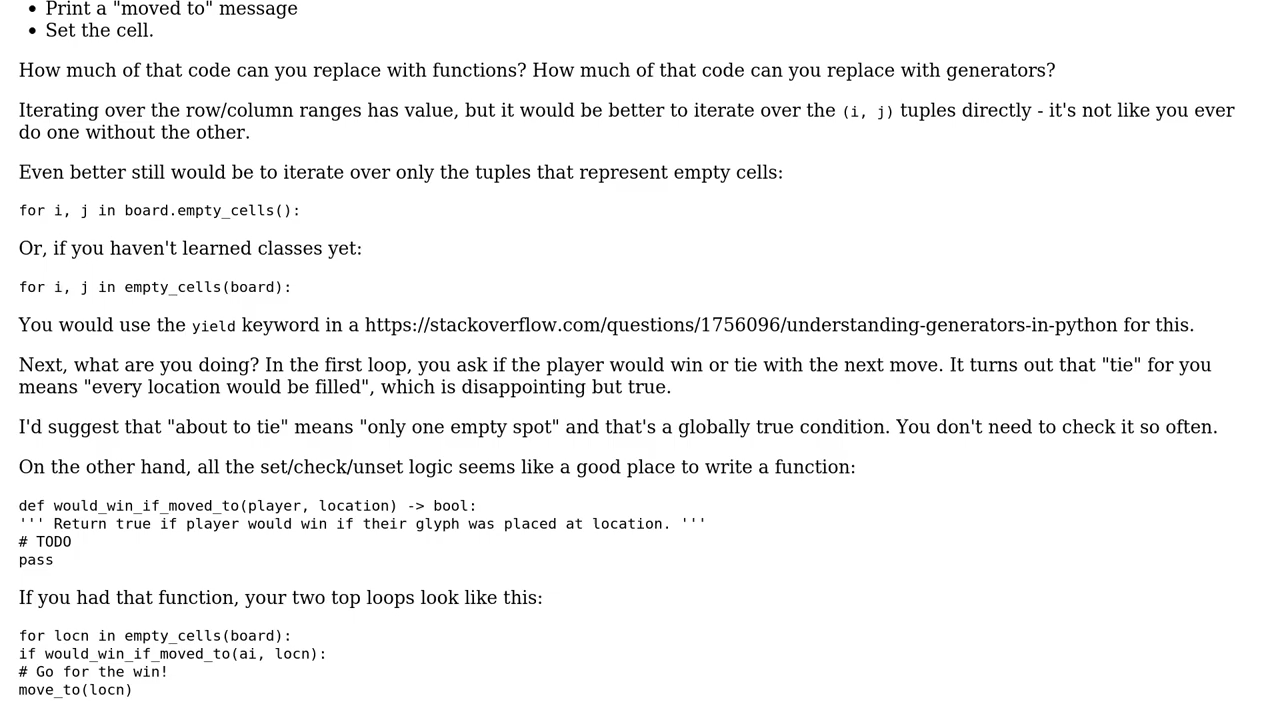 Print a "moved to" message
Set the cell.
How much of that code can you replace with functions? How much of that code can you replace with generators?
Iterating over the row/column ranges has value, but it would be better to iterate over the (i, j) tuples directly - it's not like you ever
do one without the other.
Even better still would be to iterate over only the tuples that represent empty cells:
for i, j in board.empty_cells():
Or, if you haven't learned classes yet:
for i, j in empty_cells(board):
You would use the yield keyword in a https://stackoverflow.com/questions/1756096/understanding-generators-in-python for this.
Next, what are you doing? In the first loop, you ask if the player would win or tie with the next move. It turns out that "tie" for you
means "every location would be filled", which is disappointing but true.
I'd suggest that "about to tie" means "only one empty spot" and that's a globally true condition. You don't need to check it so often.
On the other hand, all the set/check/unset logic seems like a good place to write a function:
def would_win_if_moved_to(player, location) -> bool:
''' Return true if player would win if their glyph was placed at location. '''
# TODO
pass
If you had that function, your two top loops look like this:
for locn in empty_cells(board):
if would_win_if_moved_to(ai, locn):
# Go for the win!
move_to(locn)